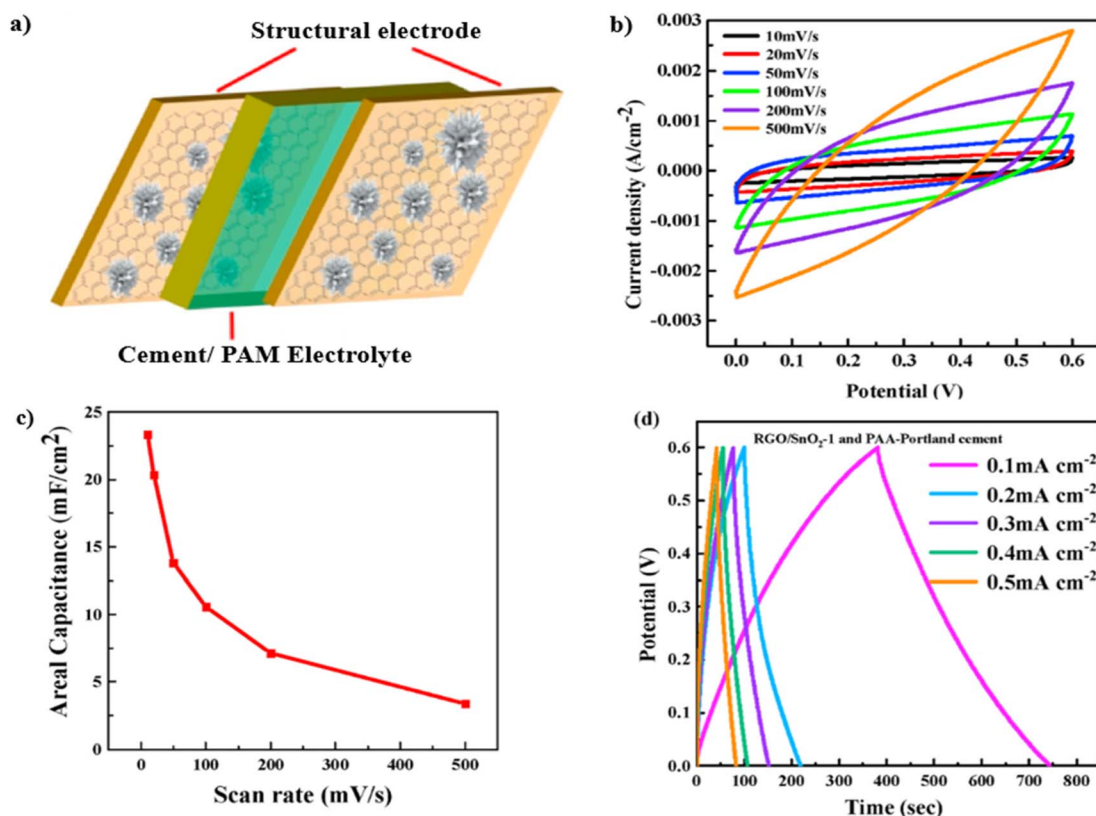 a)
Structural electrode
Cement/ PAM Electrolyte
b)
0.003
0.002
0.001
0.000
-0.001
-0.002
-0.003
Current density (A/cm⁻²)
10mV/s
20mV/s
50mV/s
100mV/s
200mV/s
500mV/s
0.0 0.1 0.2 0.3 0.4 0.5 0.6
Potential (V)
c)
25
20
15
10
5
0
Areal Capacitance (mF/cm²)
0 100 200 300 400 500
Scan rate (mV/s)
(d)
RGO/SnO₂-1 and PAA-Portland cement
0.1mA cm⁻²
0.2mA cm⁻²
0.3mA cm⁻²
0.4mA cm⁻²
0.5mA cm⁻²
0.6
0.5
0.4
0.3
0.2
0.1
0.0
Potential (V)
0 100 200 300 400 500 600 700 800
Time (sec)